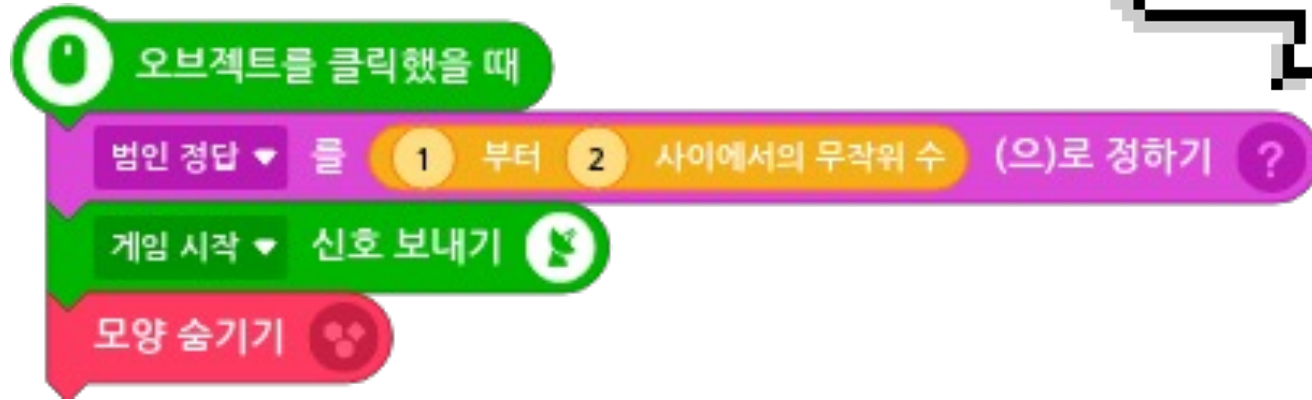 오브젝트를 클릭했을 때
범인 정답 ▼ 를 1 부터 2 사이에서의 무작위 수 (으)로 정하기 ?
게임 시작 ▼ 신호 보내기
모양 숨기기